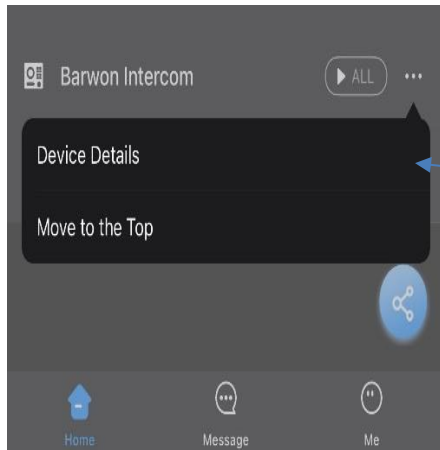 Barwon Intercom
ALL
Device Details
Move to the Top
Home
Message
Me